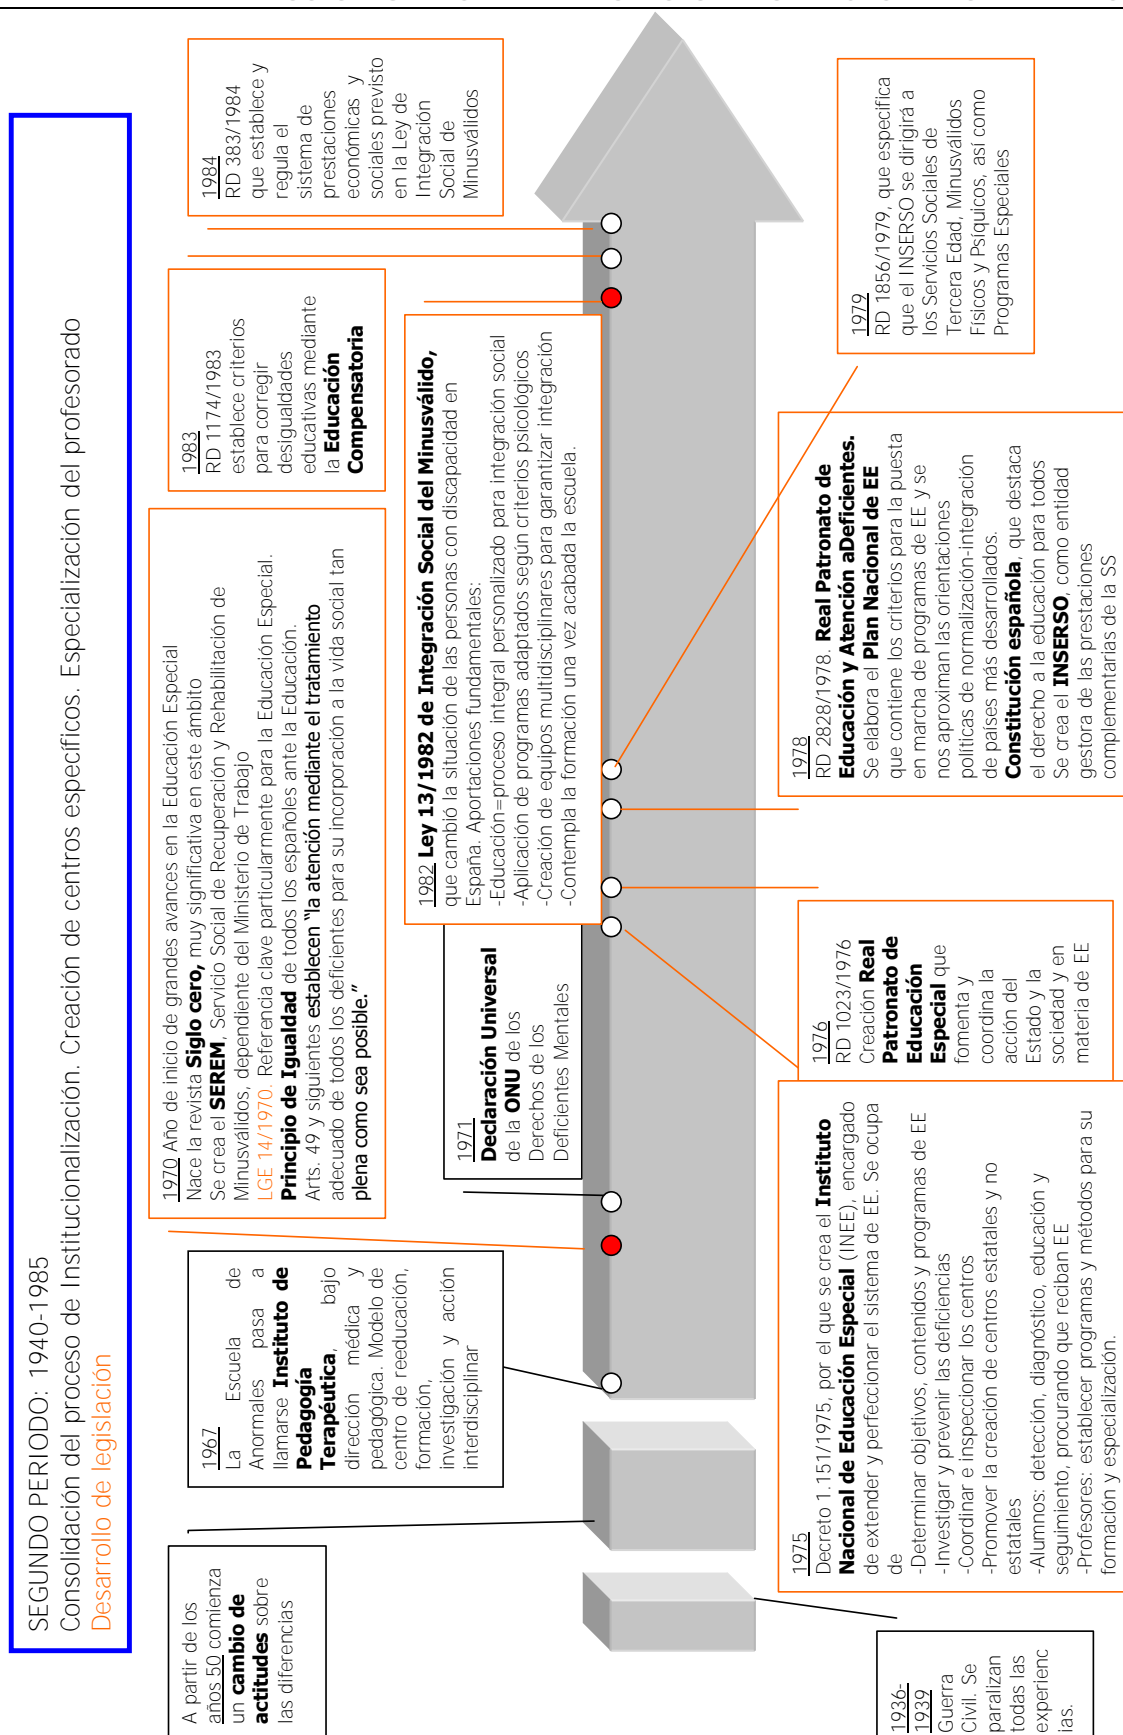 SEGUNDO PERIODO: 1940-1985
Consolidación del proceso de Institucionalización. Creación de centros específicos. Especialización del profesorado
Desarrollo de legislación
A partir de los
años 50 comienza
un cambio de
actitudes sobre
las diferencias
1967
La Escuela de
Anormales pasa a
llamarse Instituto de
Pedagogía
Terapéutica, bajo
dirección médica y
pedagógica. Modelo de
centro de reeducación,
formación,
investigación y acción
interdisciplinar
1970 Año de inicio de grandes avances en la Educación Especial
Nace la revista Siglo cero, muy significativa en este ámbito
Se crea el SEREM, Servicio Social de Recuperación y Rehabilitación de
Minusválidos, dependiente del Ministerio de Trabajo
LGE 14/1970. Referencia clave particularmente para la Educación Especial.
Principio de Igualdad de todos los españoles ante la Educación.
Arts. 49 y siguientes establecen “la atención mediante el tratamiento
adecuado de todos los deficientes para su incorporación a la vida social tan
plena como sea posible.”
1983
RD 1174/1983
establece criterios
para corregir
desigualdades
educativas mediante
la Educación
Compensatoria
1984
RD 383/1984
que establece y
regula el
sistema de
prestaciones
económicas y
sociales previsto
en la Ley de
Integración
Social de
Minusválidos
1971
Declaración Universal
de la ONU de los
Derechos de los
Deficientes Mentales
1982 Ley 13/1982 de Integración Social del Minusválido,
que cambió la situación de las personas con discapacidad en
España. Aportaciones fundamentales:
-Educación=proceso integral personalizado para integración social
-Aplicación de programas adaptados según criterios psicológicos
-Creación de equipos multidisciplinares para garantizar integración
-Contempla la formación una vez acabada la escuela.
1936-
1939
Guerra
Civil. Se
paralizan
todas las
experienc
ias.
1975
Decreto 1.151/1975, por el que se crea el Instituto
Nacional de Educación Especial (INEE), encargado
de extender y perfeccionar el sistema de EE. Se ocupa
de
-Determinar objetivos, contenidos y programas de EE
-Investigar y prevenir las deficiencias
-Coordinar e inspeccionar los centros
-Promover la creación de centros estatales y no
estatales
-Alumnos: detección, diagnóstico, educación y
seguimiento, procurando que reciban EE
-Profesores: establecer programas y métodos para su
formación y especialización.
1976
RD 1023/1976
Creación Real
Patronato de
Educación
Especial que
fomenta y
coordina la
acción del
Estado y la
sociedad y en
materia de EE
1978
RD 2828/1978. Real Patronato de
Educación y Atención aDeficientes.
Se elabora el Plan Nacional de EE
que contiene los criterios para la puesta
en marcha de programas de EE y se
nos aproximan las orientaciones
políticas de normalización-integración
de países más desarrollados.
Constitución española, que destaca
el derecho a la educación para todos
Se crea el INSERSO, como entidad
gestora de las prestaciones
complementarias de la SS
1979
RD 1856/1979, que especifica
que el INSERSO se dirigirá a
los Servicios Sociales de
Tercera Edad, Minusválidos
Físicos y Psíquicos, así como
Programas Especiales